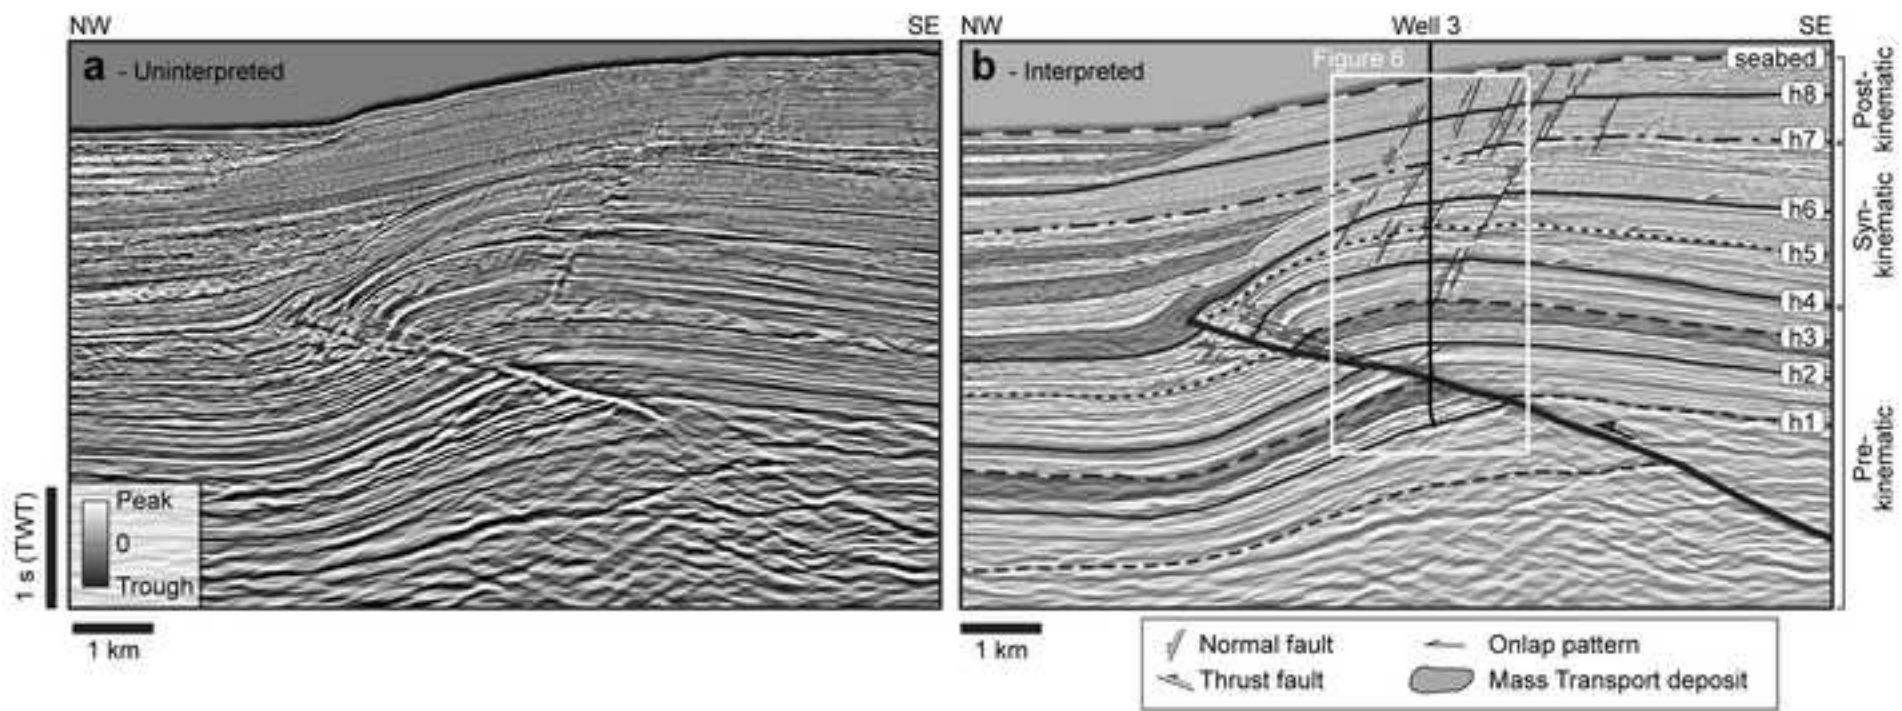 NW
SE
a - Uninterpreted
Peak
0
Trough
1 s (TWT)
1 km
NW
Well 3
SE
b - Interpreted
Figure 6
seabed
h8
h7
h6
h5
h4
h3
h2
h1
Post-
kinematic
Syn-
kinematic
Pre-
kinematic
1 km
Normal fault
Onlap pattern
Thrust fault
Mass Transport deposit